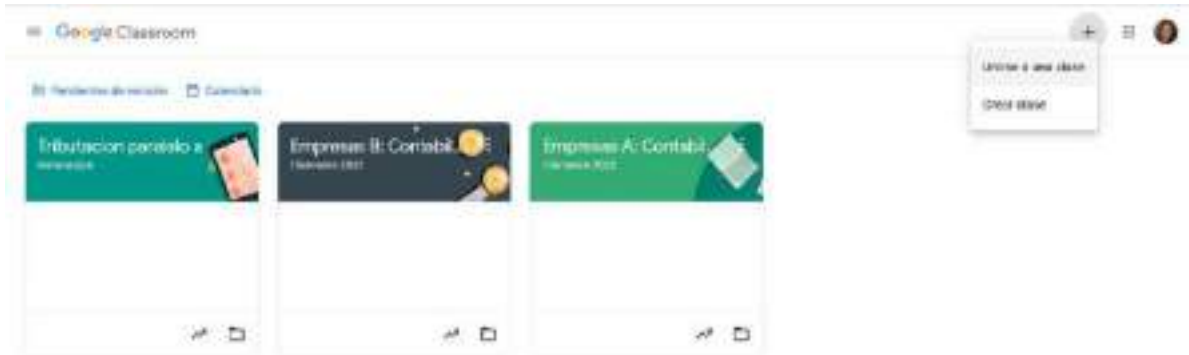 Google Classroom
Unirse a una clase
Crear clase
Pendientes de revisión
Calendario
Tributacion paralelo a
Empresas B: Contabil...
Empresas A: Contabil...